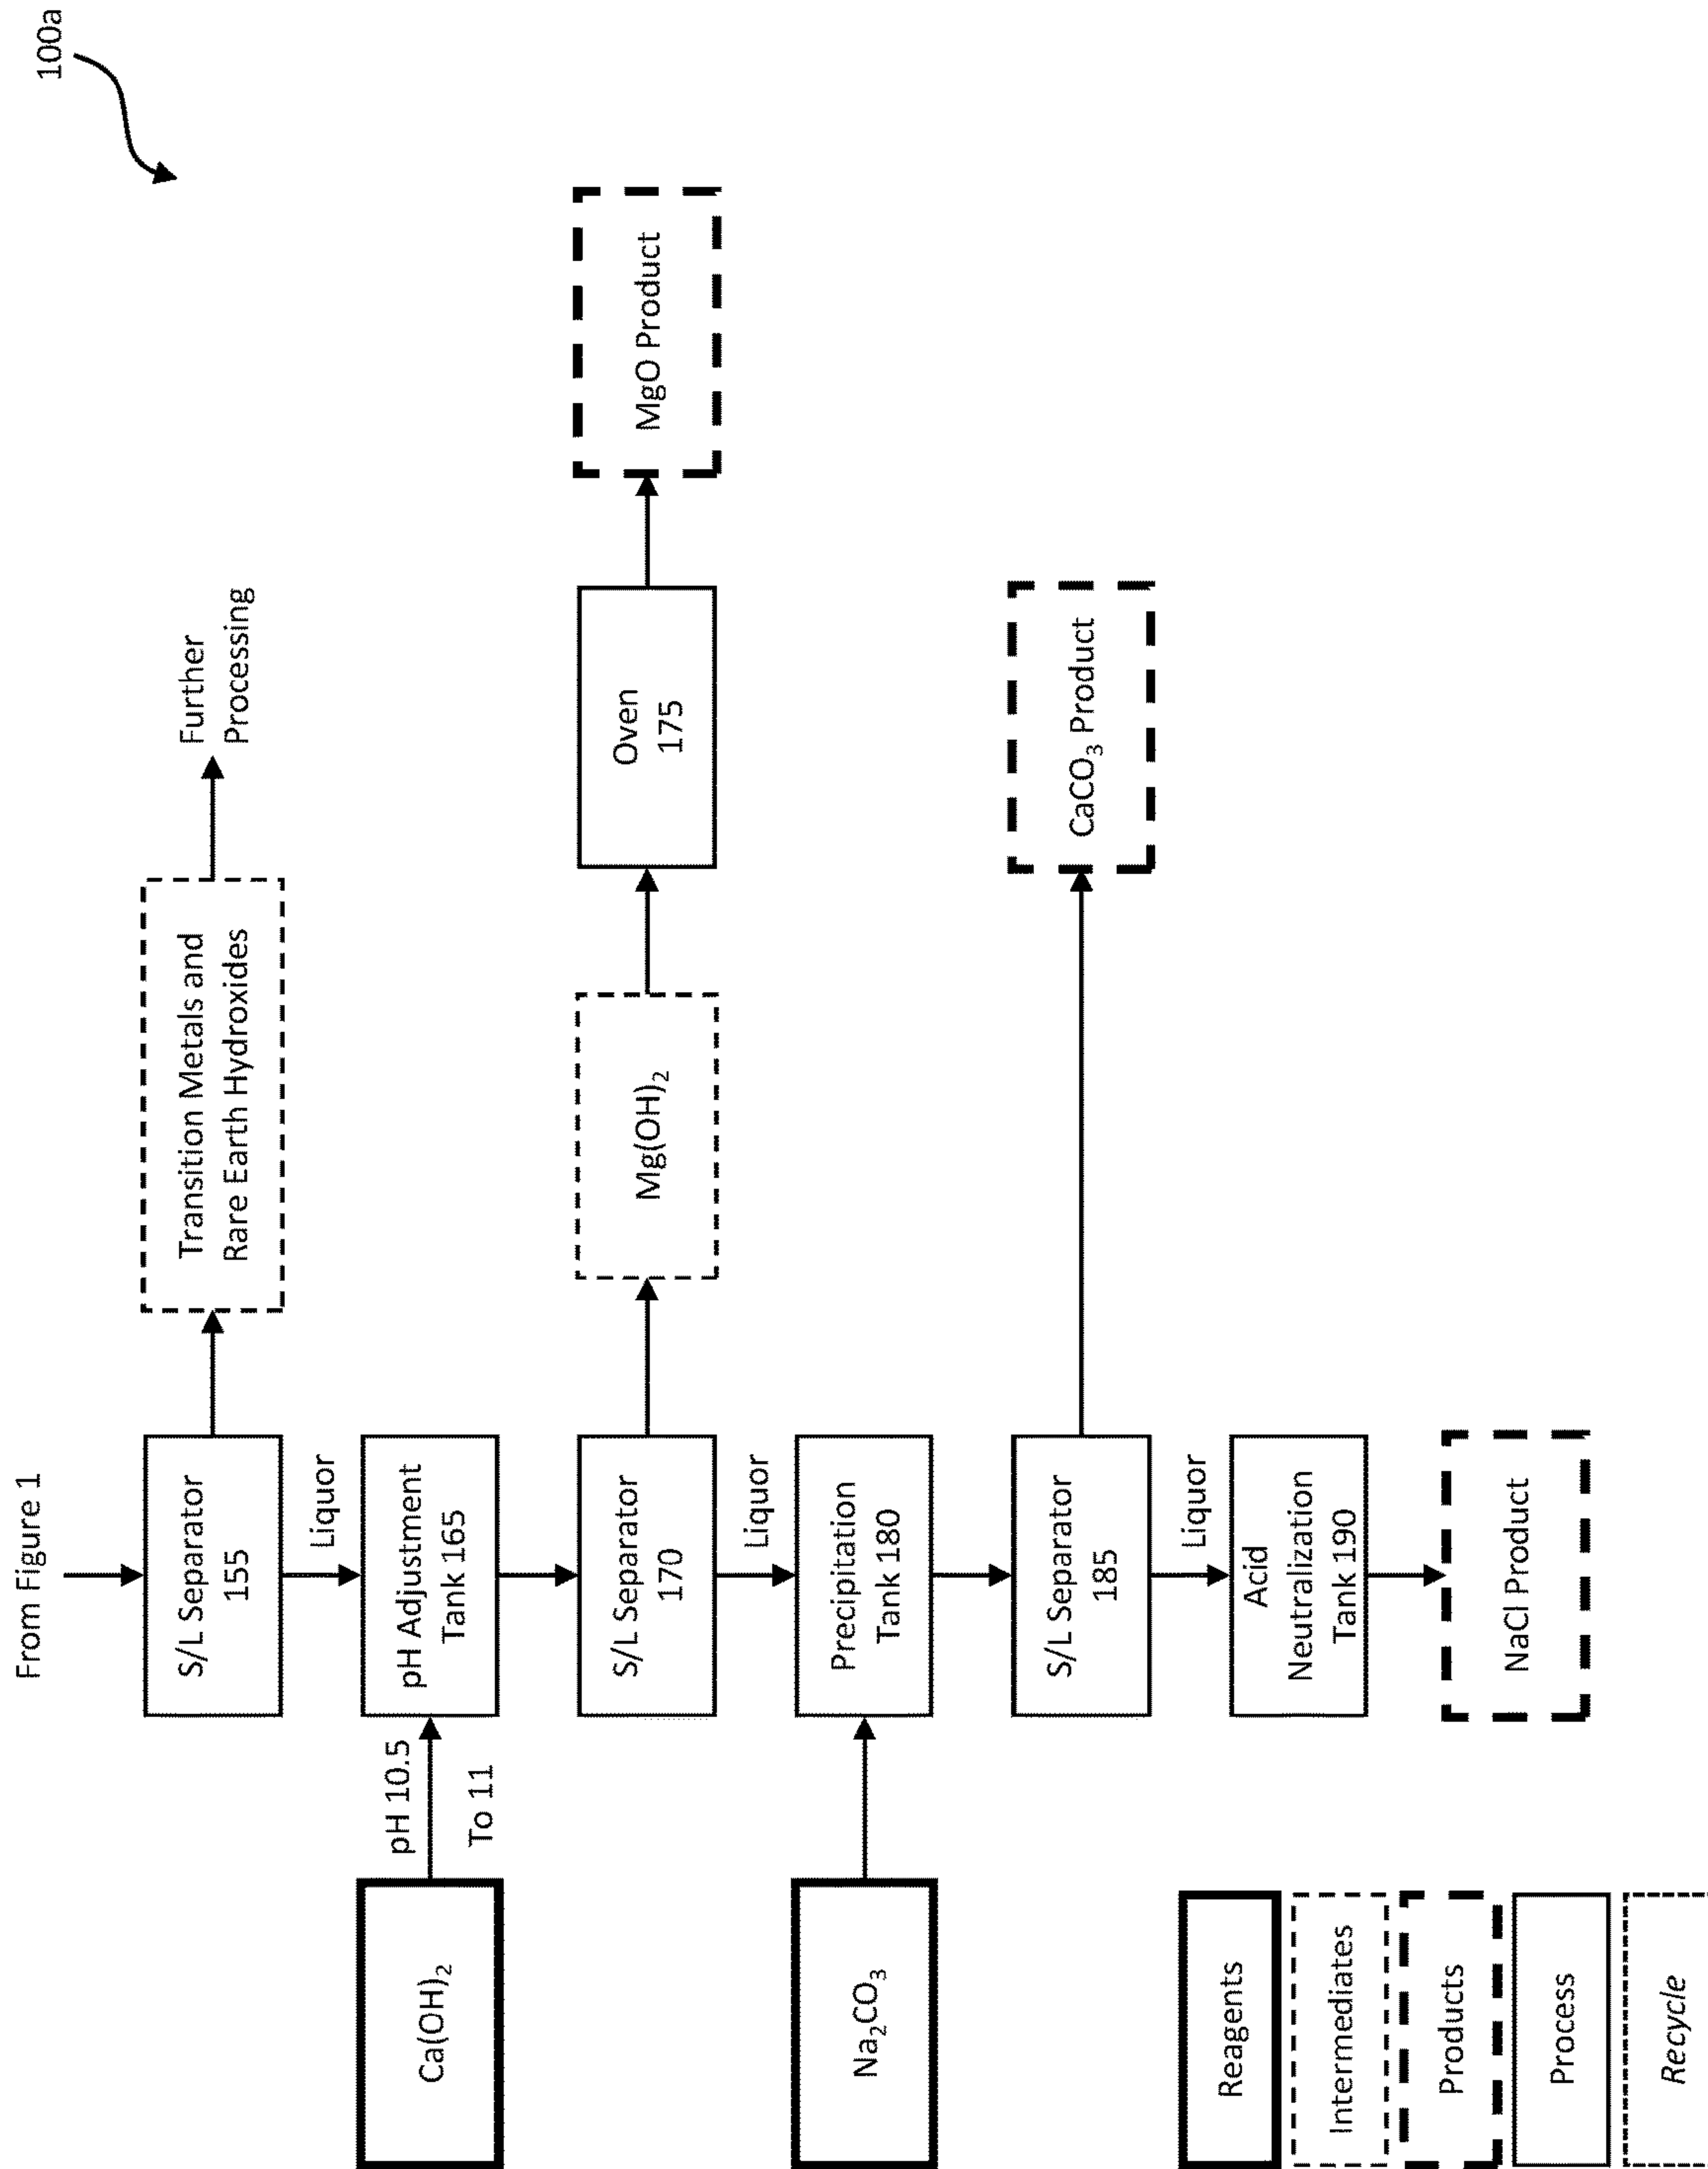 100a
From Figure 1
S/L Separator
155
Transition Metals and
Rare Earth Hydroxides
Further
Processing
Liquor
Ca(OH)₂
pH 10.5
To 11
pH Adjustment
Tank 165
S/L Separator
170
Mg(OH)₂
Oven
175
MgO Product
Liquor
Na₂CO₃
Precipitation
Tank 180
S/L Separator
185
CaCO₃ Product
Liquor
Acid
Neutralization
Tank 190
NaCl Product
Reagents
Intermediates
Products
Process
Recycle